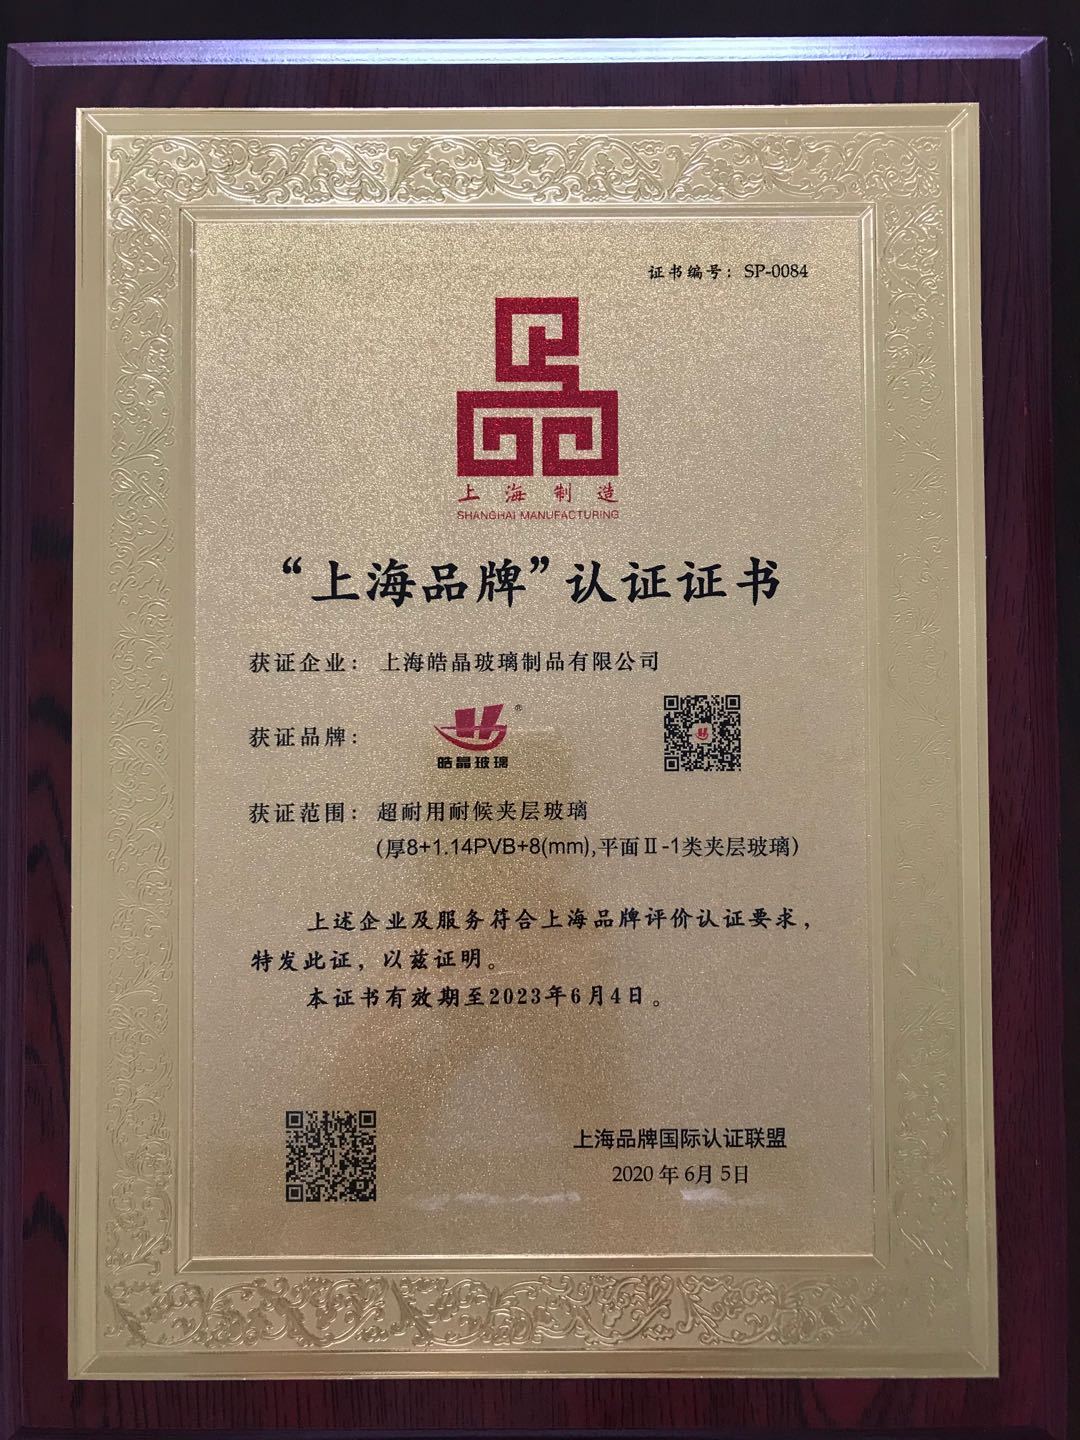 证书编号：SP-0084
上海制造
SHANGHAI MANUFACTURING
“上海品牌”认证证书
获证企业：上海皓晶玻璃制品有限公司
获证品牌：
®
皓晶玻璃
获证范围：超耐用耐候夹层玻璃
(厚8+1.14PVB+8(mm),平面Ⅱ-1类夹层玻璃)
上述企业及服务符合上海品牌评价认证要求，
特发此证，以兹证明。
本证书有效期至2023年6月4日。
上海品牌国际认证联盟
2020年6月5日